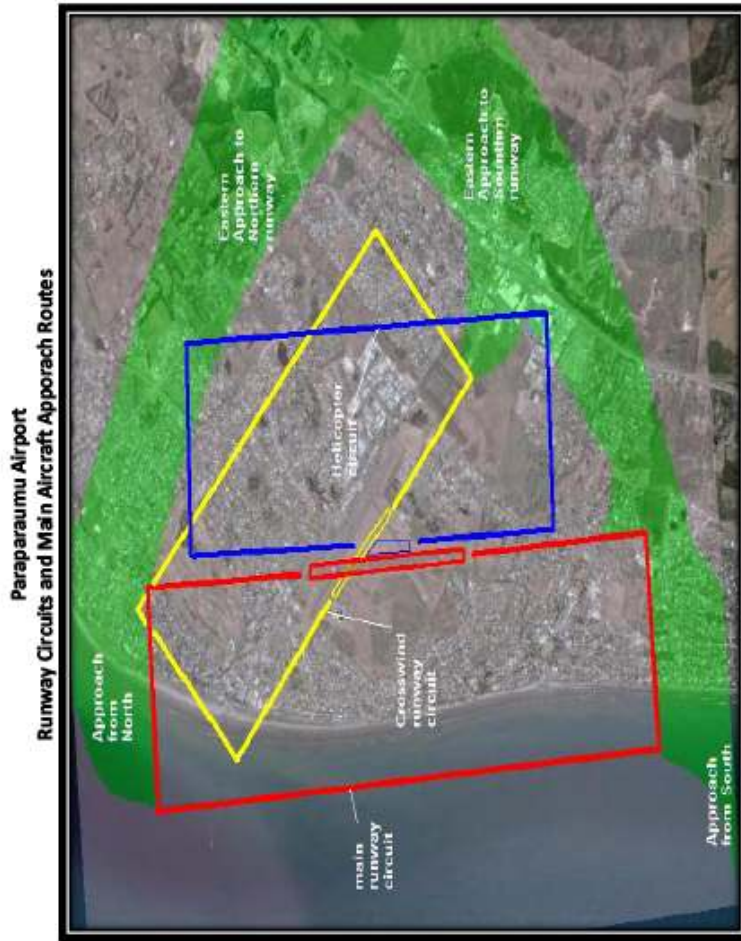 Paraparaumu Airport
Runway Circuits and Main Aircraft Apporach Routes
Eastern
Approach to
Northern
runway
Eastern
Approach to
Sounthrn
runway
Helicopter
circuit
Approach
from
North
Crosswind
runway
circuit
main
runway
circuit
Approach
from South